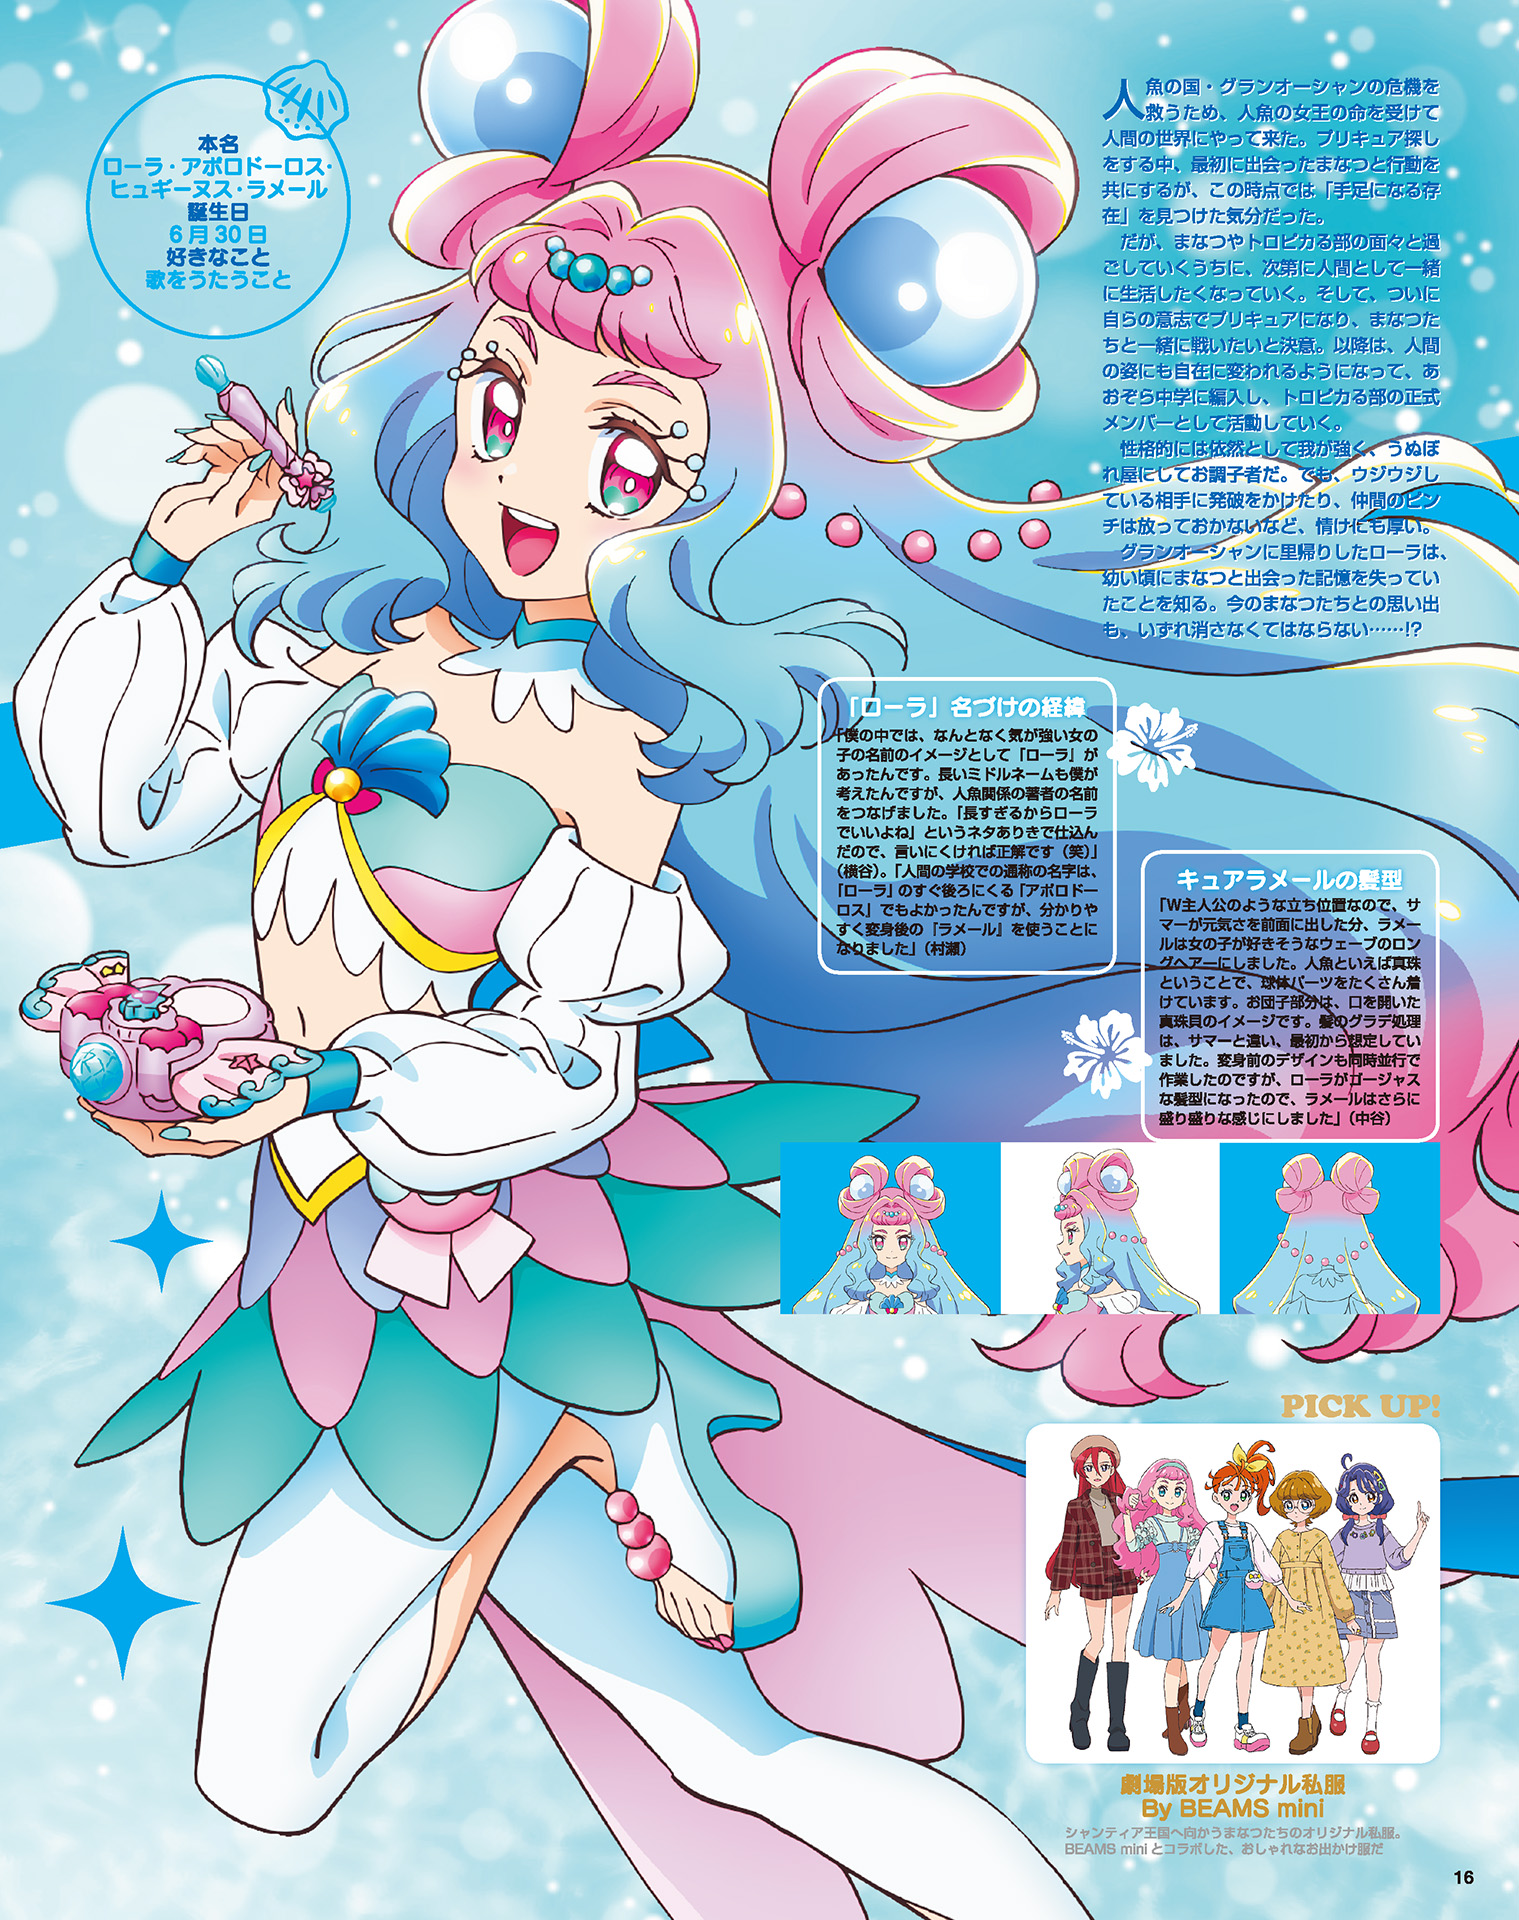 本名
ローラ・アポロドーロス・
ヒュギーヌス・ラメール
誕生日
6月30日
好きなこと
歌をうたうこと
人魚の国・グランオーシャンの危機を
救うため、人魚の女王の命を受けて
人間の世界にやって来た。プリキュア探し
をする中、最初に出会ったまなつと行動を
共にするが、この時点では「手足になる存
在」を見つけた気分だった。
だが、まなつやトロピカる部の面々と過
ごしていくうちに、次第に人間として一緒
に生活したくなっていく。そして、ついに
自らの意志でプリキュアになり、まなつた
ちと一緒に戦いたいと決意。以降は、人間
の姿にも自在に変われるようになって、あ
おぞら中学に編入し、トロピカる部の正式
メンバーとして活動していく。
性格的には依然として我が強く、うぬぼ
れ屋にしてお調子者だ。でも、ウジウジし
ている相手に発破をかけたり、仲間のピン
チは放っておかないなど、情けにも厚い。
グランオーシャンに里帰りしたローラは、
幼い頃にまなつと出会った記憶を失ってい
たことを知る。今のまなつたちとの思い出
も、いずれ消さなくてはならない……!?
「ローラ」名づけの経緯
「僕の中では、なんとなく気が強い女の
子の名前のイメージとして『ローラ』が
あったんです。長いミドルネームも僕が
考えたんですが、人魚関係の著者の名前
をつなげました。「長すぎるからローラ
でいいよね」というネタありきで仕込ん
だので、言いにくければ正解です（笑）」
（横谷）。「人間の学校での通称の名字は、
「ローラ」のすぐ後ろにくる「アポロドー
ロス」でもよかったんですが、分かりや
すく変身後の『ラメール』を使うことに
なりました」（村瀬）
キュアラメールの髪型
「W主人公のような立ち位置なので、サ
マーが元気さを前面に出した分、ラメー
ルは女の子が好きそうなウェーブのロン
グヘアーにしました。人魚といえば真珠
ということで、球体パーツをたくさん着
けています。お団子部分は、口を開いた
真珠貝のイメージです。髪のグラデ処理
は、サマーと違い、最初から想定してい
ました。変身前のデザインも同時並行で
作業したのですが、ローラがゴージャス
な髪型になったので、ラメールはさらに
盛り盛りな感じにしました」（中谷）
PICK UP!
劇場版オリジナル私服
By BEAMS mini
シャンティア王国へ向かうまなつたちのオリジナル私服。
BEAMS miniとコラボした、おしゃれなお出かけ服だ
16